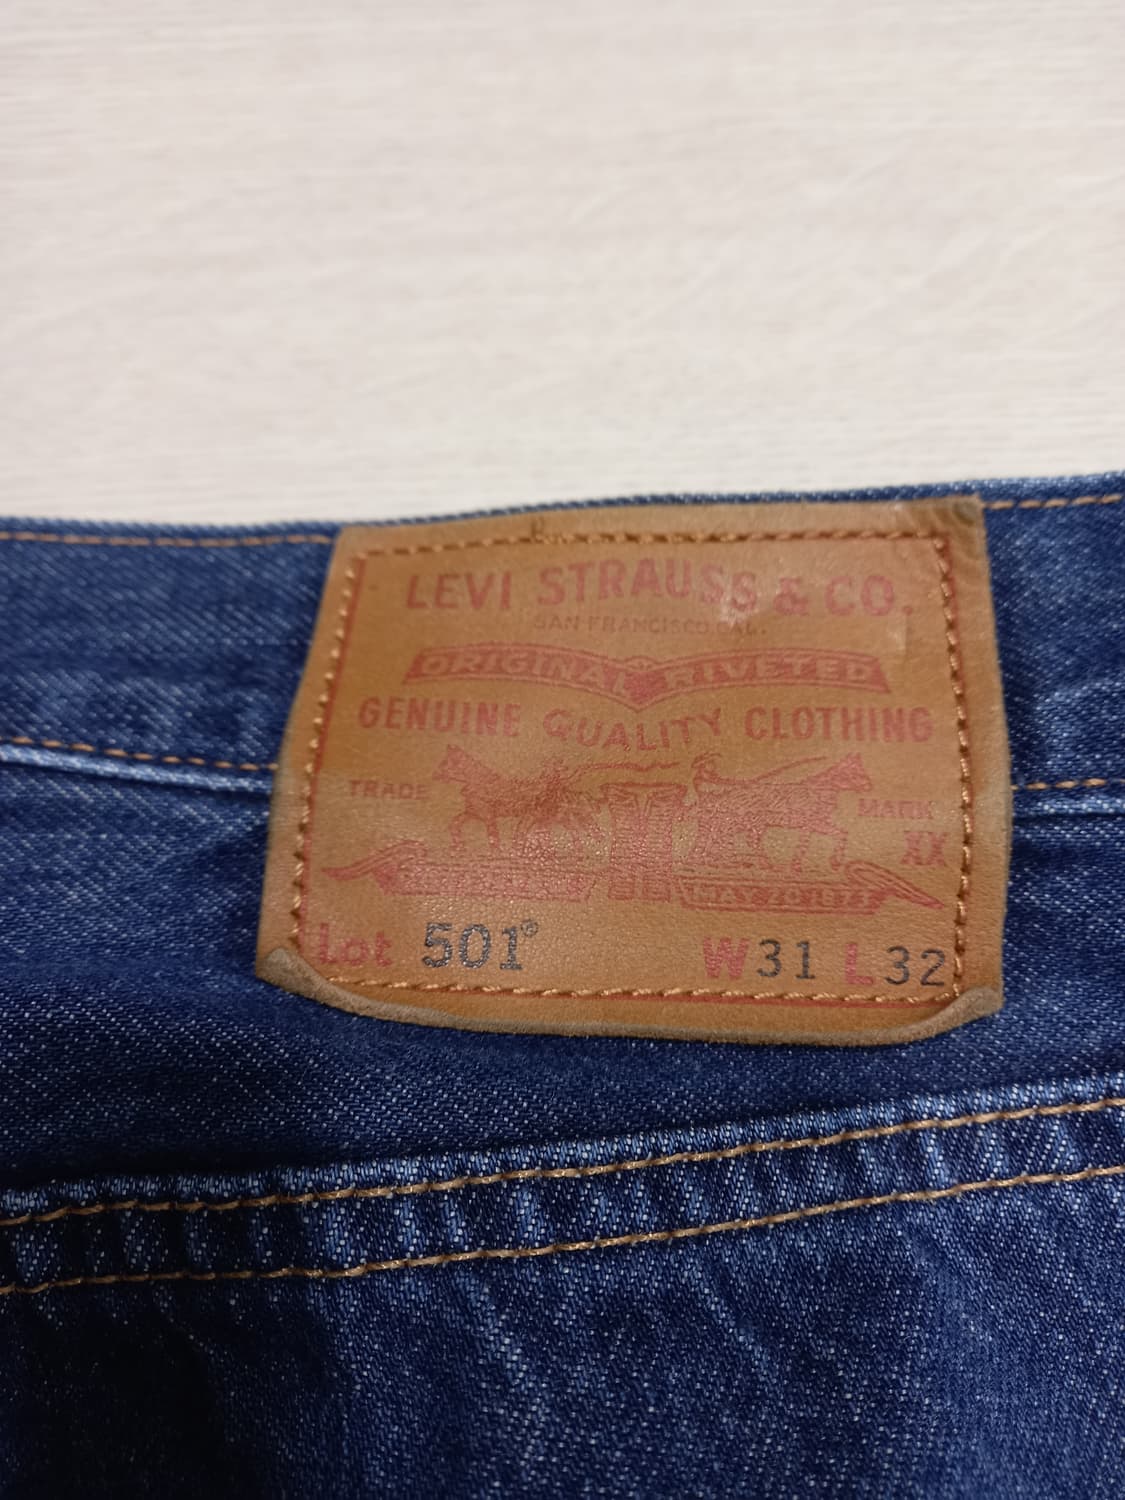 LEVI STRAUSS & CO.
SAN FRANCISCO CAL.
ORIGINAL RIVETED
GENUINE QUALITY CLOTHING
TRADE MARK
XX
MAY 20 1873
Lot 501® W31 L32